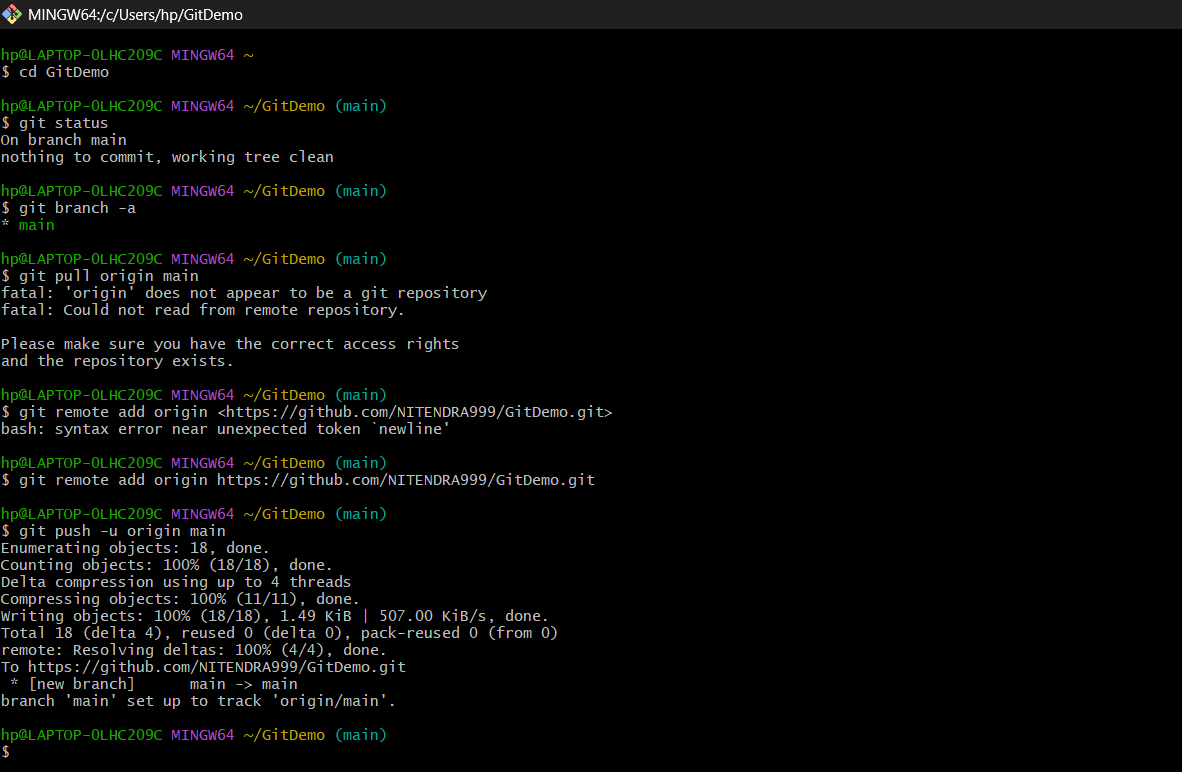 MINGW64:/c/Users/hp/GitDemo
hp@LAPTOP-0LHC209C MINGW64 ~
$ cd GitDemo
hp@LAPTOP-0LHC209C MINGW64 ~/GitDemo (main)
$ git status
On branch main
nothing to commit, working tree clean
hp@LAPTOP-0LHC209C MINGW64 ~/GitDemo (main)
$ git branch -a
* main
hp@LAPTOP-0LHC209C MINGW64 ~/GitDemo (main)
$ git pull origin main
fatal: 'origin' does not appear to be a git repository
fatal: Could not read from remote repository.
Please make sure you have the correct access rights
and the repository exists.
hp@LAPTOP-0LHC209C MINGW64 ~/GitDemo (main)
$ git remote add origin <https://github.com/NITENDRA999/GitDemo.git>
bash: syntax error near unexpected token `newline'
hp@LAPTOP-0LHC209C MINGW64 ~/GitDemo (main)
$ git remote add origin https://github.com/NITENDRA999/GitDemo.git
hp@LAPTOP-0LHC209C MINGW64 ~/GitDemo (main)
$ git push -u origin main
Enumerating objects: 18, done.
Counting objects: 100% (18/18), done.
Delta compression using up to 4 threads
Compressing objects: 100% (11/11), done.
Writing objects: 100% (18/18), 1.49 KiB | 507.00 KiB/s, done.
Total 18 (delta 4), reused 0 (delta 0), pack-reused 0 (from 0)
remote: Resolving deltas: 100% (4/4), done.
To https://github.com/NITENDRA999/GitDemo.git
 * [new branch]      main -> main
branch 'main' set up to track 'origin/main'.
hp@LAPTOP-0LHC209C MINGW64 ~/GitDemo (main)
$